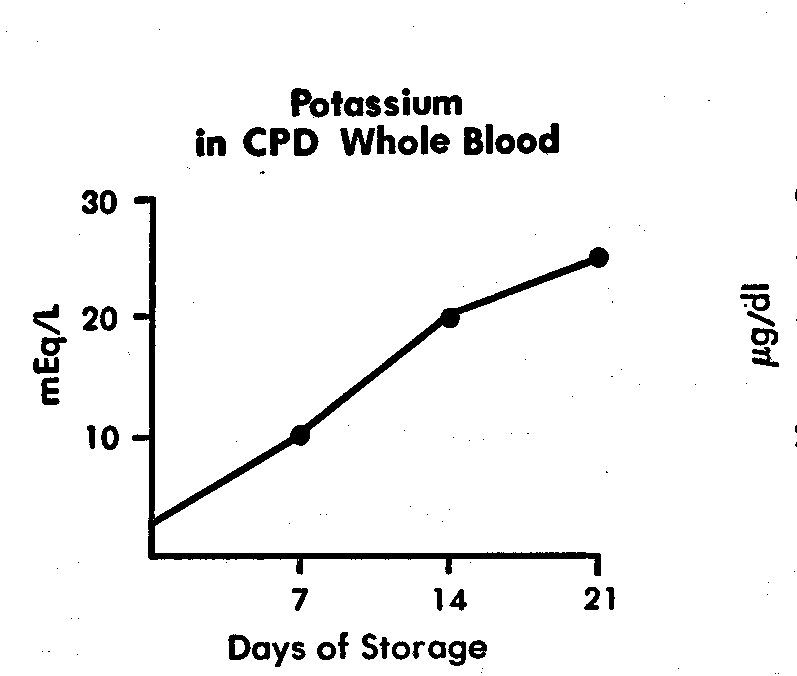 Potassium
in CPD Whole Blood
30
20
10
mEq/L
7 14 21
Days of Storage
µg/dl